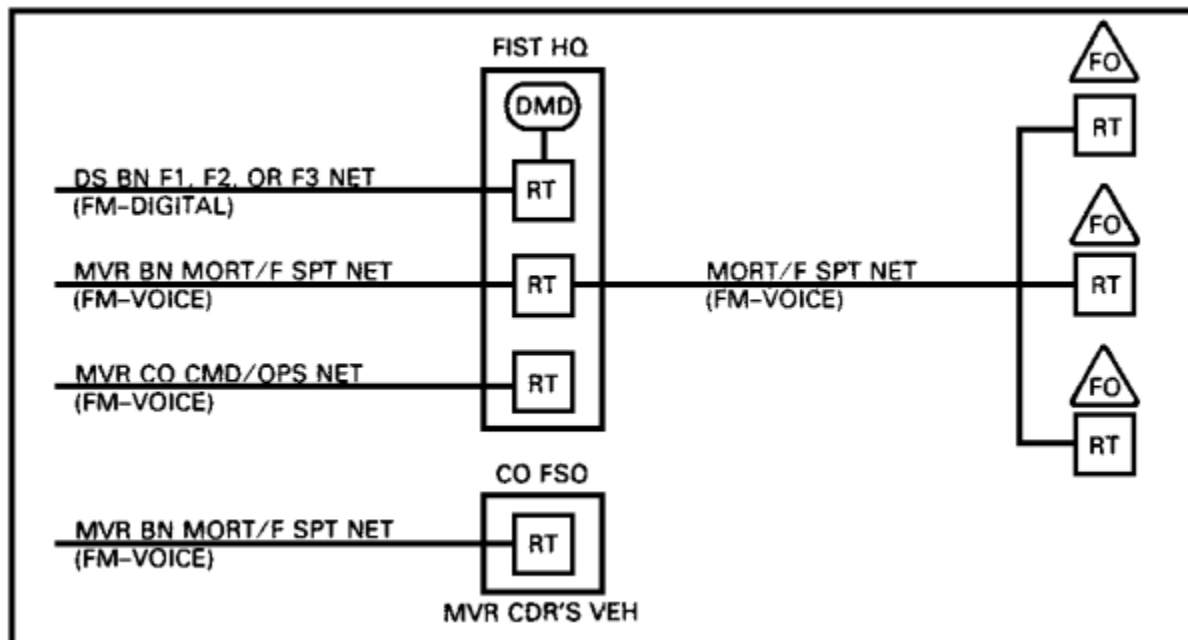 FIST HQ
DMD
DS BN F1, F2, OR F3 NET
(FM-DIGITAL)
RT
MVR BN MORT/F SPT NET
(FM-VOICE)
RT
MVR CO CMD/OPS NET
(FM-VOICE)
RT
MORT/F SPT NET
(FM-VOICE)
FO
RT
FO
RT
FO
RT
CO FSO
MVR BN MORT/F SPT NET
(FM-VOICE)
RT
MVR CDR'S VEH